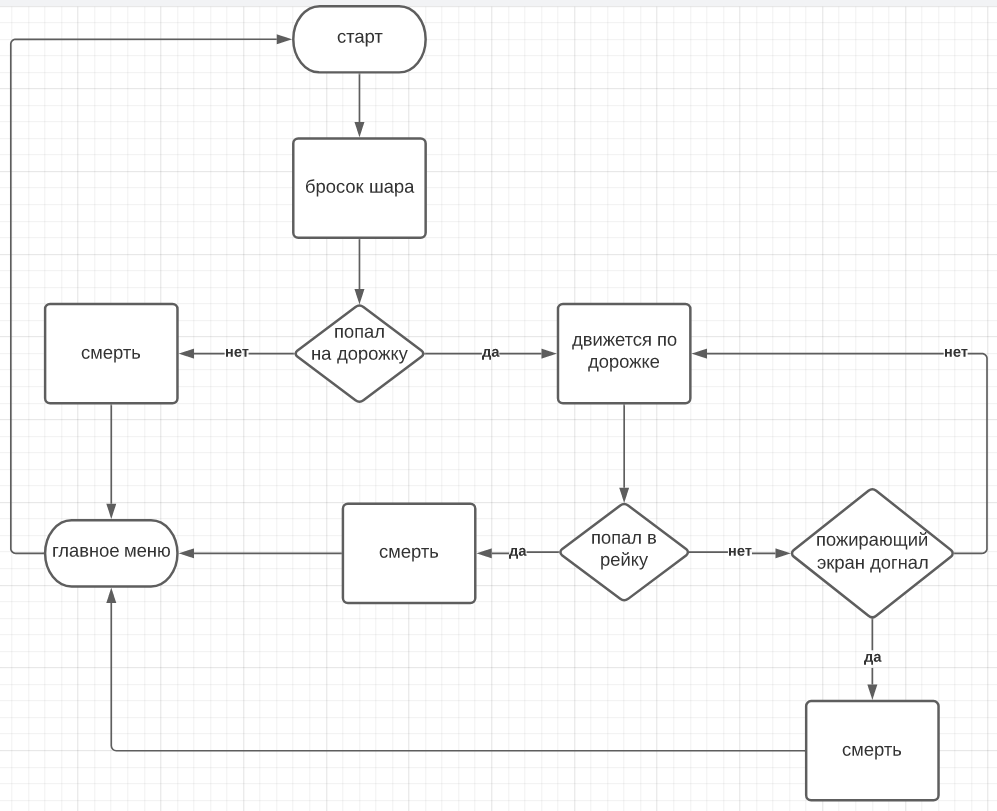 старт
бросок шара
попал
на дорожку
нет
да
смерть
движется по
дорожке
нет
главное меню
смерть
да
попал в
рейку
нет
пожирающий
экран догнал
да
смерть